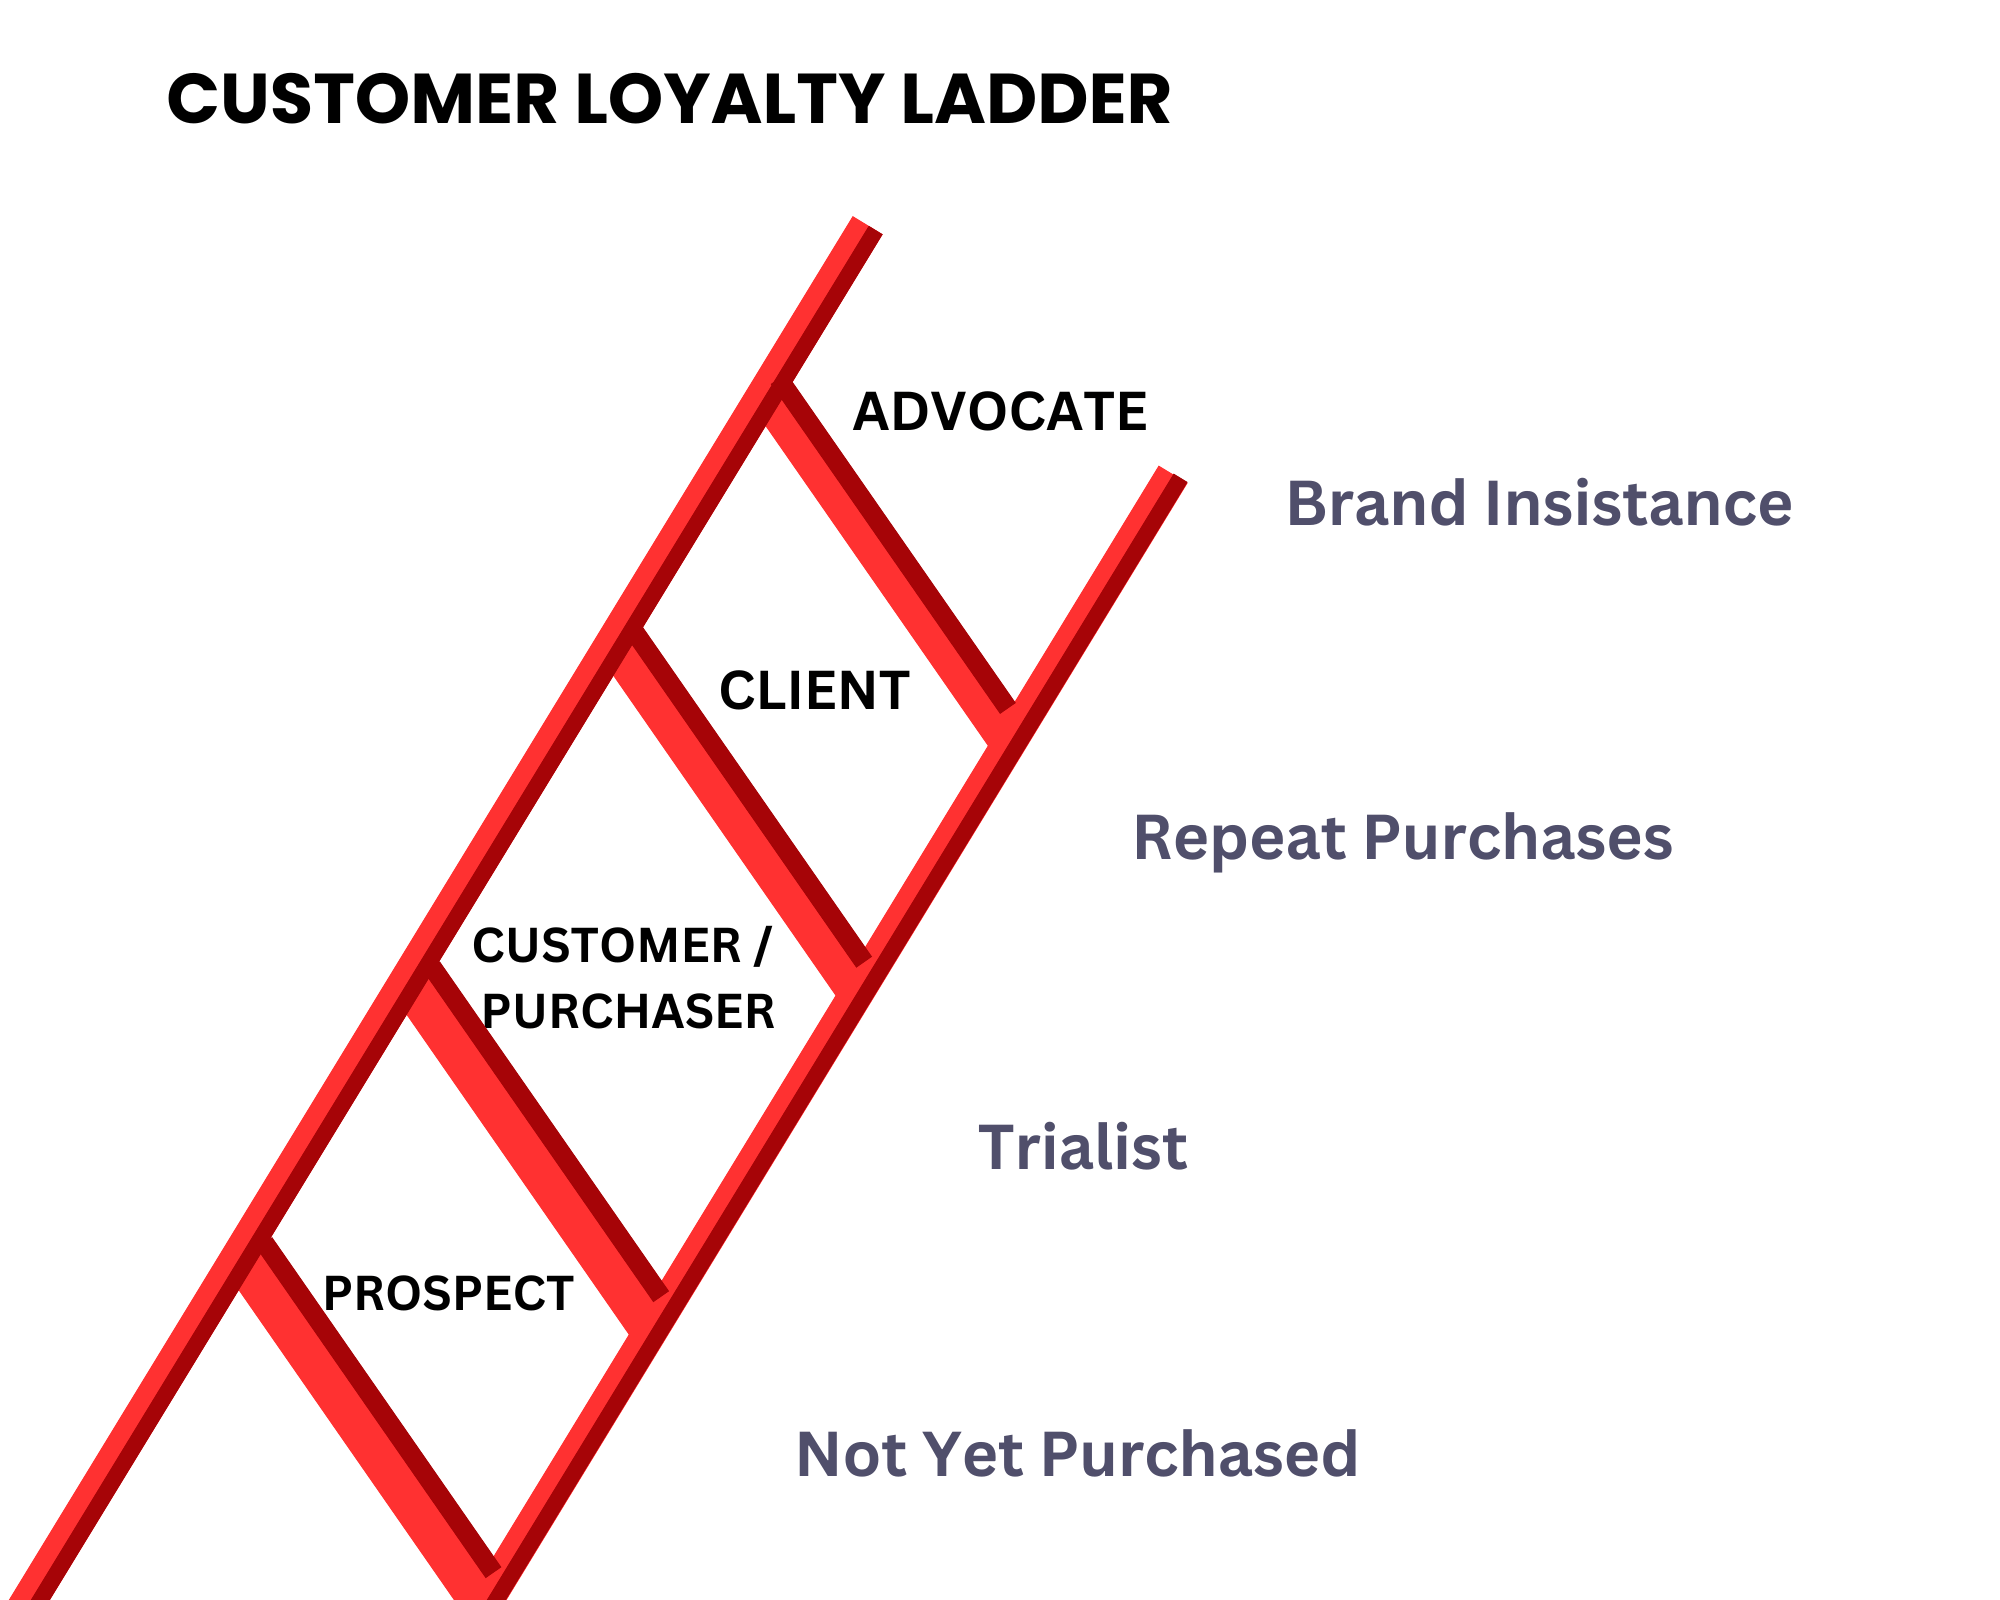 CUSTOMER LOYALTY LADDER
ADVOCATE
Brand Insistance
CLIENT
Repeat Purchases
CUSTOMER /
PURCHASER
Trialist
PROSPECT
Not Yet Purchased